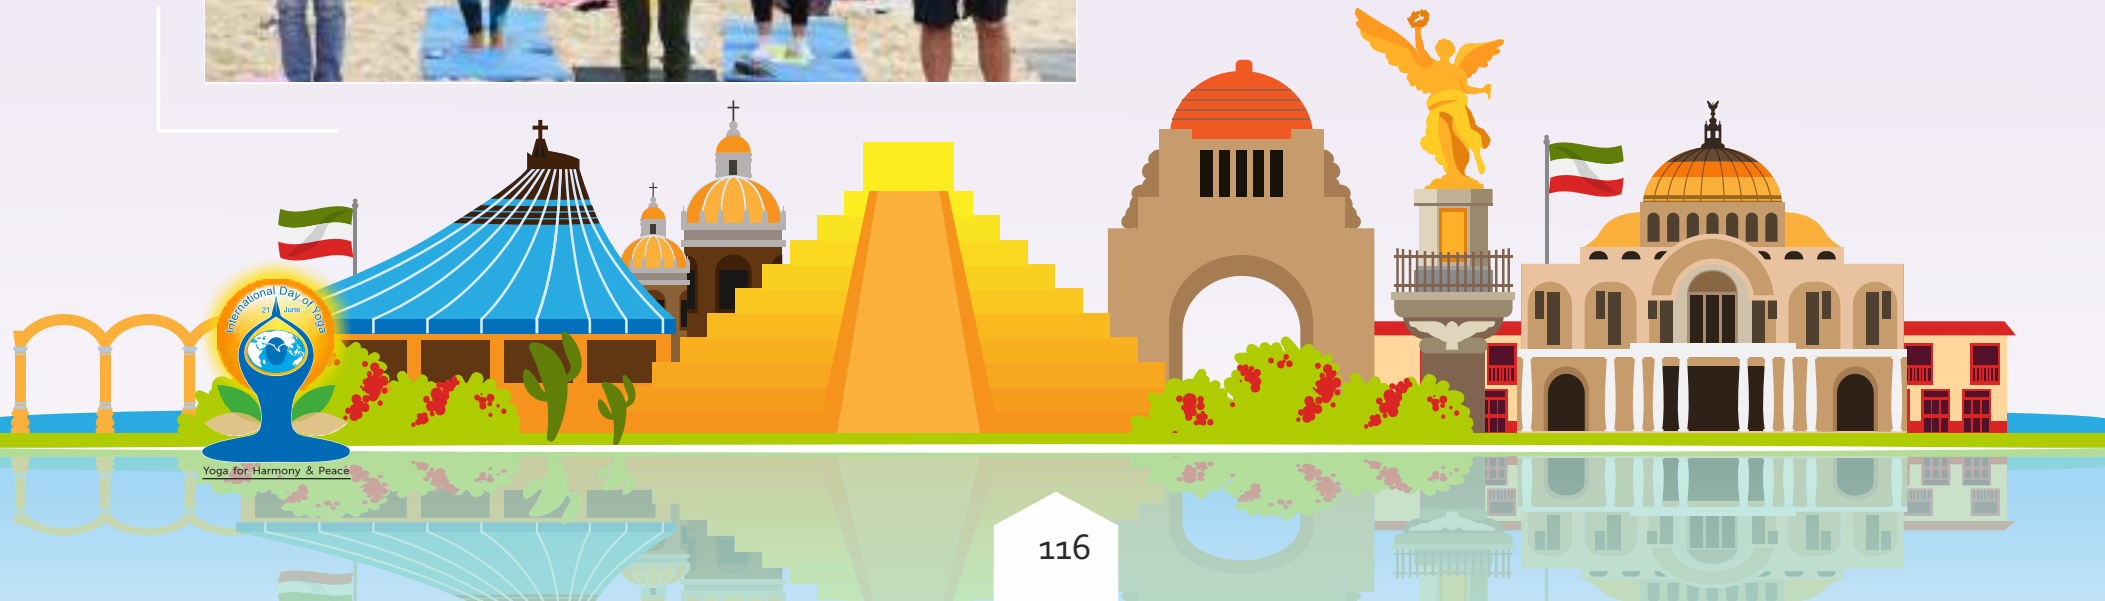 International Day of Yoga
21 June
Yoga for Harmony & Peace
116